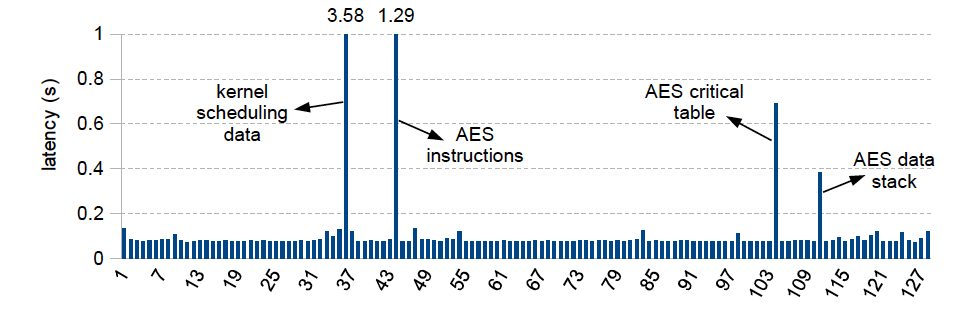 3.58 1.29
1
0.8
0.6
0.4
0.2
0
latency (s)
kernel
scheduling
data
AES
instructions
AES critical
table
AES data
stack
1 7 13 19 25 31 37 43 49 55 61 67 73 79 85 91 97 103 109 115 121 127